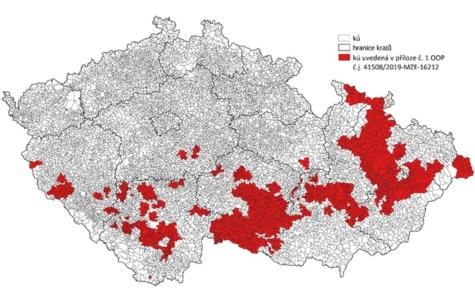 kú
hranice krajů
kú uvedená v příloze č. 1 OOP
č.j. 41508/2019-MZE-16212